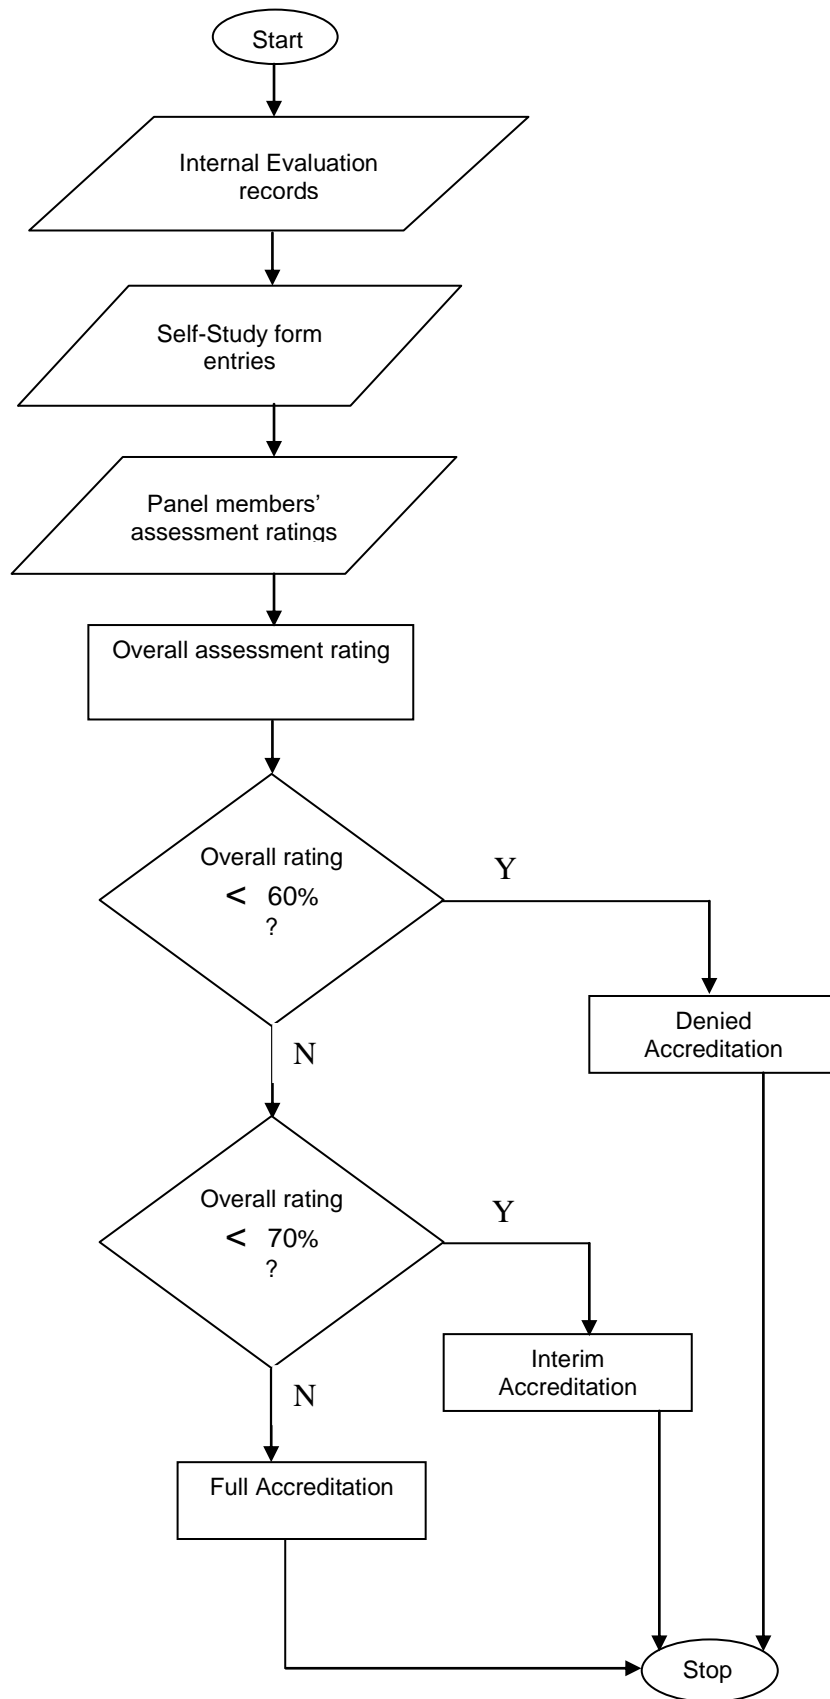 Start
Internal Evaluation
records
Self-Study form
entries
Panel members’
assessment ratings
Overall assessment rating
Overall rating
< 60%
?
Y
Denied
Accreditation
N
Overall rating
< 70%
?
Y
Interim
Accreditation
N
Full Accreditation
Stop